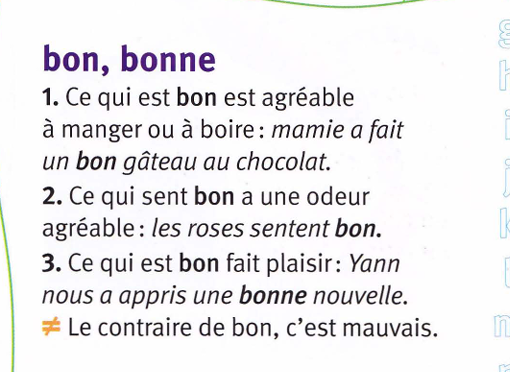 bon, bonne
1. Ce qui est bon est agréable
à manger ou à boire : mamie a fait
un bon gâteau au chocolat.
2. Ce qui sent bon a une odeur
agréable : les roses sentent bon.
3. Ce qui est bon fait plaisir : Yann
nous a appris une bonne nouvelle.
≠ Le contraire de bon, c'est mauvais.
h
i
j
k